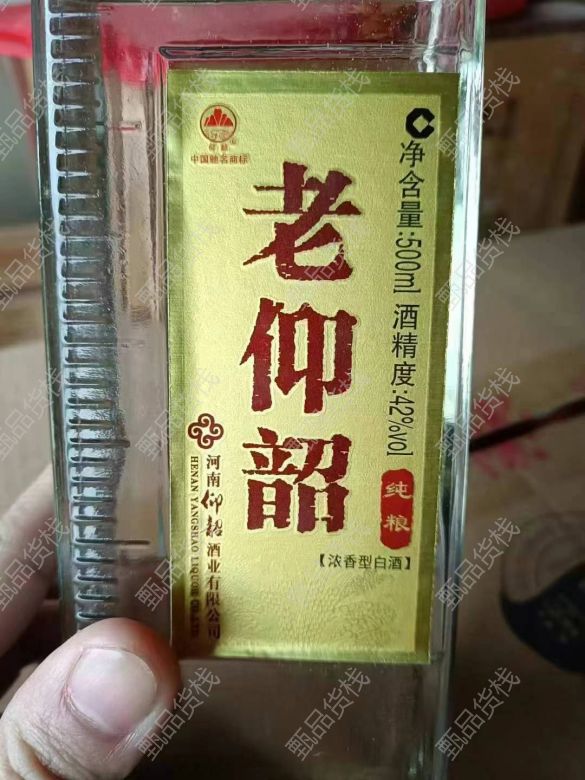 仰韶
中国驰名商标
老仰韶
净含量:500ml 酒精度:42%vol
纯粮
【浓香型白酒】
河南仰韶酒业有限公司
HENAN YANGSHAO LIQUOR CO.,LTD.
甄品货栈